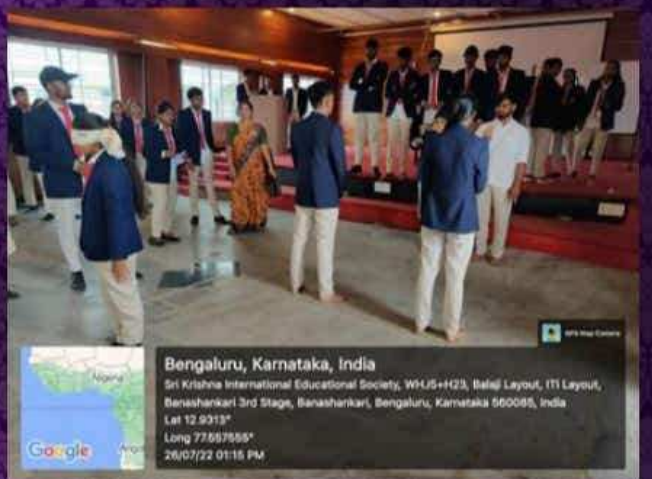 GPS Map Camera
Bengaluru, Karnataka, India
Sri Krishna International Educational Society, WHJ5+H23, Balaji Layout, ITI Layout,
Banashankari 3rd Stage, Banashankari, Bengaluru, Karnataka 560085, India
Lat 12.9313°
Long 77.557555°
26/07/22 01:15 PM
Nigeria
Google